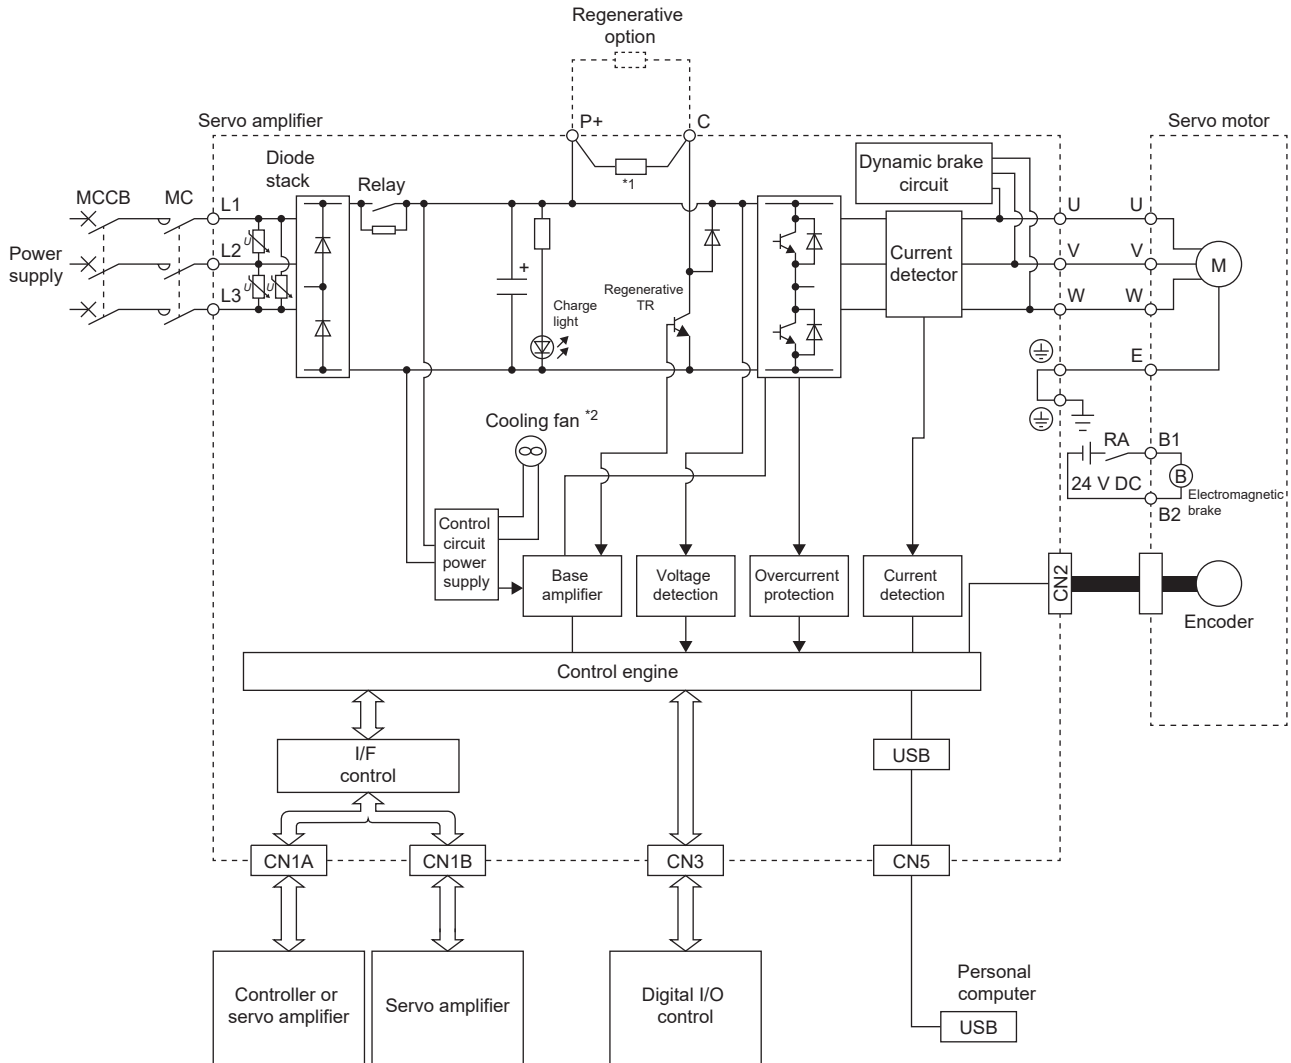 Regenerative
option
Servo amplifier
P+
C
Servo motor
Diode
stack
*1
Dynamic brake
circuit
MCCB
MC
L1
Relay
U
U
Power
supply
L2
U
+
Current
detector
V
V
M
L3
U
U
Regenerative
TR
Charge
light
W
W
E
Cooling fan *2
RA
B1
24 V DC
B
Electromagnetic
brake
B2
Control
circuit
power
supply
Base
amplifier
Voltage
detection
Overcurrent
protection
Current
detection
CN2
Encoder
Control engine
I/F
control
USB
CN1A
CN1B
CN3
CN5
Controller or
servo amplifier
Servo amplifier
Digital I/O
control
Personal
computer
USB